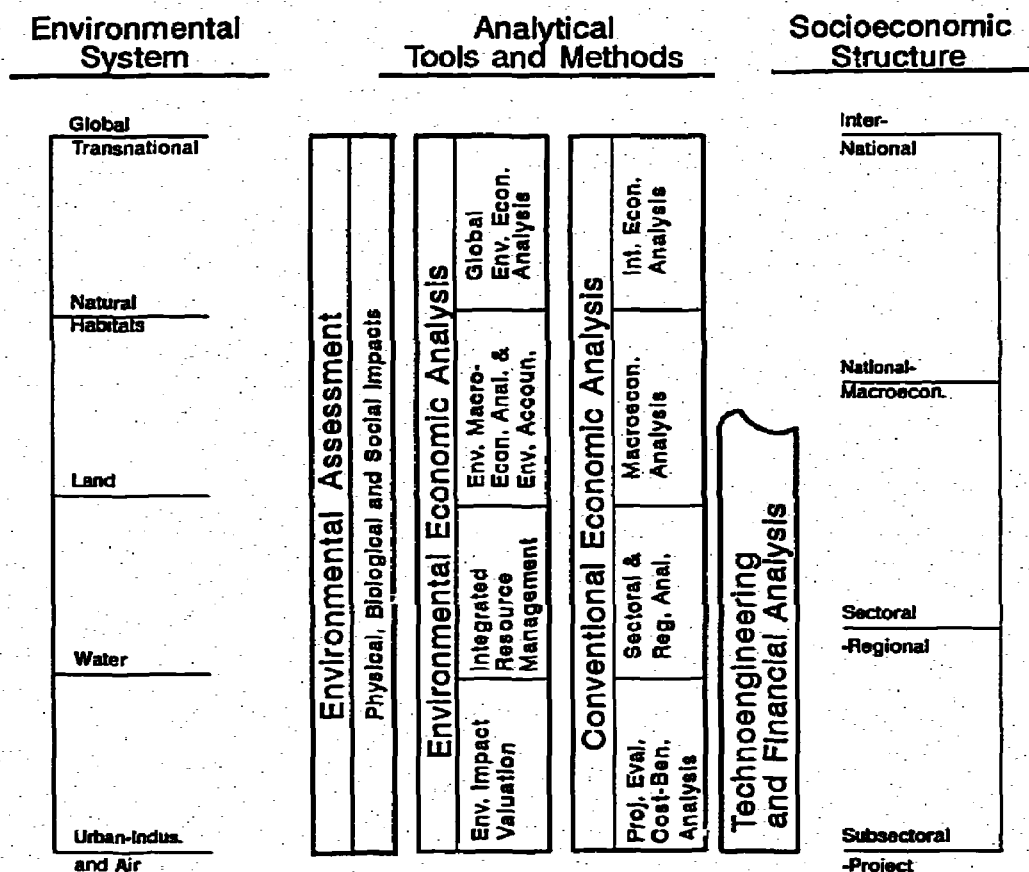 Environmental
System
Analytical
Tools and Methods
Socioeconomic
Structure
Global
Transnational
Natural
Habitats
Land
Water
Urban-Indus.
and Air
Environmental Assessment
Physical, Biological and Social Impacts
Environmental Economic Analysis
Global
Env. Econ.
Analysis
Env. Macro-
Econ. Anal. &
Env. Accoun.
Integrated
Resource
Management
Env. Impact
Valuation
Conventional Economic Analysis
Int. Econ.
Analysis
Macroecon.
Analysis
Sectoral &
Reg. Anal.
Proj. Eval.
Cost-Ben.
Analysis
Technoengineering
and Financial Analysis
Inter-
National
National-
Macroecon.
Sectoral
-Regional
Subsectoral
-Project